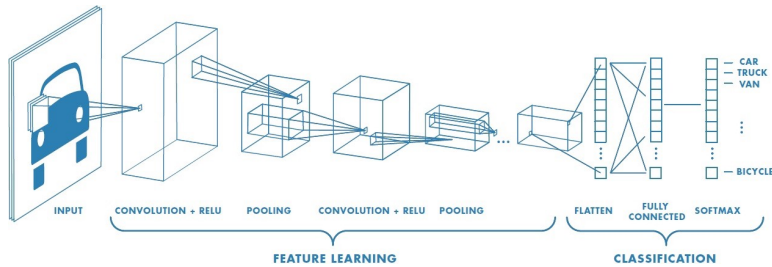 CAR
TRUCK
VAN
BICYCLE
INPUT
CONVOLUTION + RELU
POOLING
CONVOLUTION + RELU
POOLING
FLATTEN
FULLY
CONNECTED
SOFTMAX
FEATURE LEARNING
CLASSIFICATION